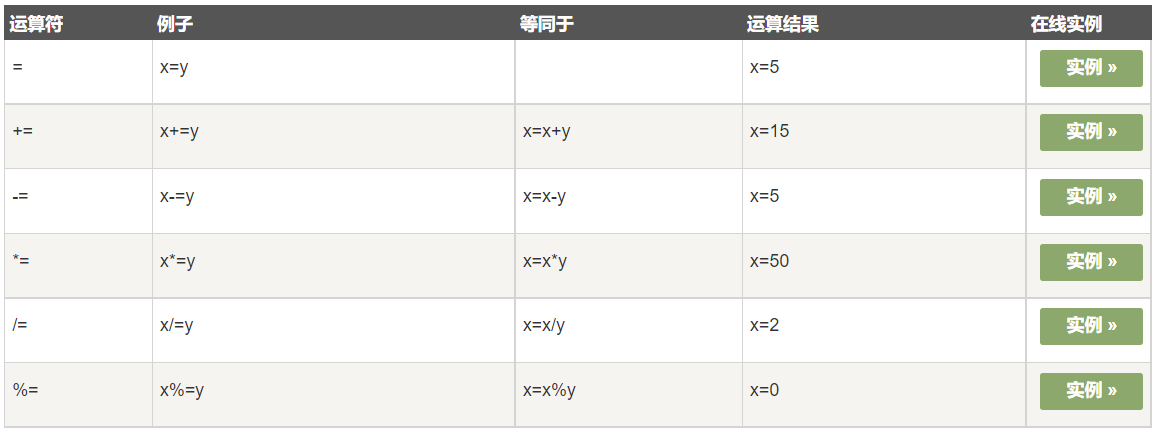 运算符 例子 等同于 运算结果 在线实例
= x=y x=5 实例 »
+= x+=y x=x+y x=15 实例 »
-= x-=y x=x-y x=5 实例 »
*= x*=y x=x*y x=50 实例 »
/= x/=y x=x/y x=2 实例 »
%= x%=y x=x%y x=0 实例 »